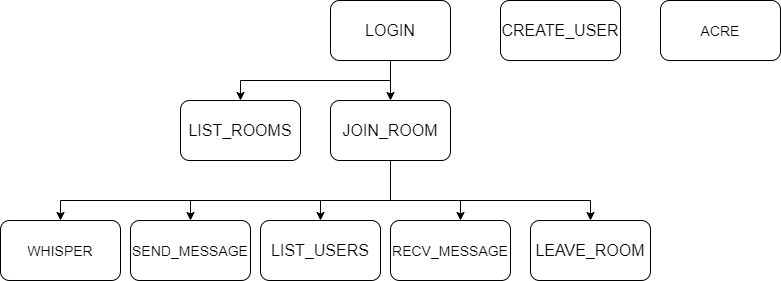 LOGIN
CREATE_USER
ACRE
LIST_ROOMS
JOIN_ROOM
WHISPER
SEND_MESSAGE
LIST_USERS
RECV_MESSAGE
LEAVE_ROOM